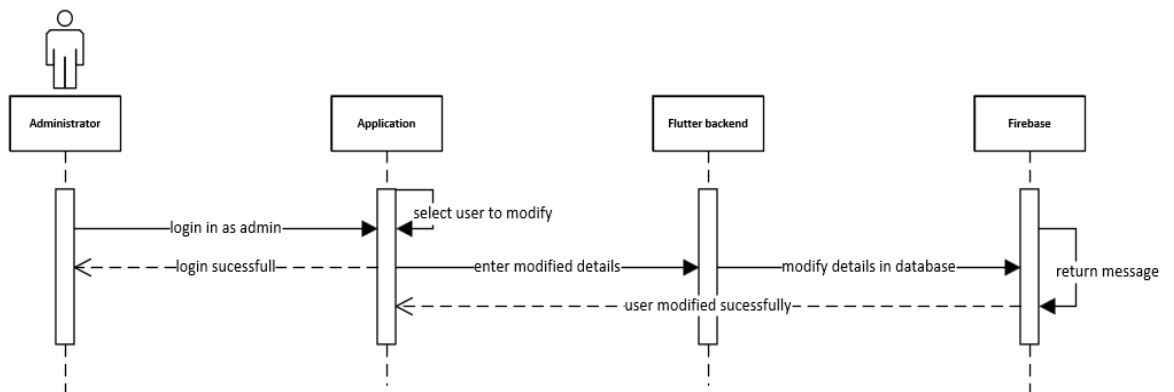 Administrator
Application
Flutter backend
Firebase
select user to modify
login in as admin
login sucessfull
enter modified details
modify details in database
return message
user modified sucessfully